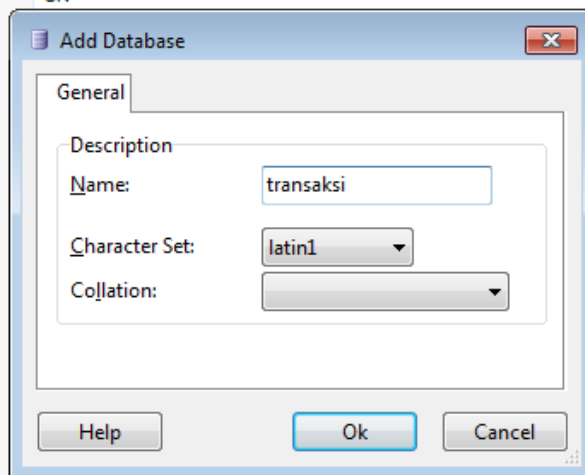 Add Database
General
Description
Name: transaksi
Character Set: latin1
Collation:
Help Ok Cancel